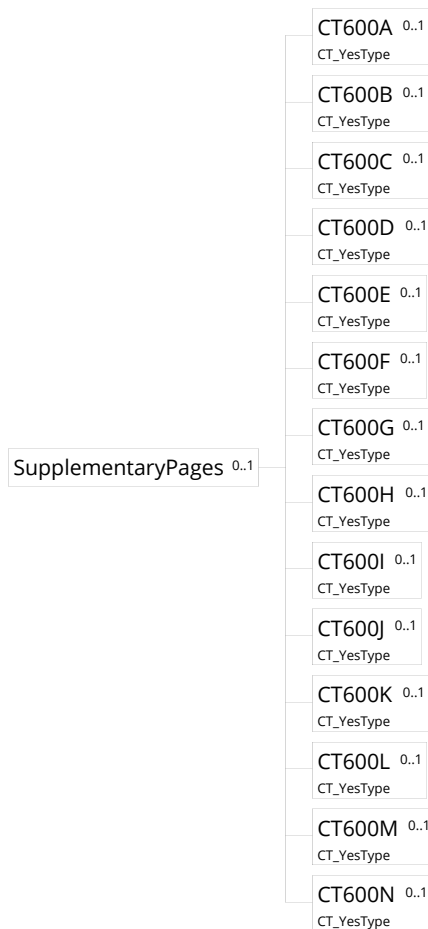 CT600A 0..1
CT_YesType
CT600B 0..1
CT_YesType
CT600C 0..1
CT_YesType
CT600D 0..1
CT_YesType
CT600E 0..1
CT_YesType
CT600F 0..1
CT_YesType
CT600G 0..1
CT_YesType
SupplementaryPages 0..1
CT600H 0..1
CT_YesType
CT600I 0..1
CT_YesType
CT600J 0..1
CT_YesType
CT600K 0..1
CT_YesType
CT600L 0..1
CT_YesType
CT600M 0..1
CT_YesType
CT600N 0..1
CT_YesType